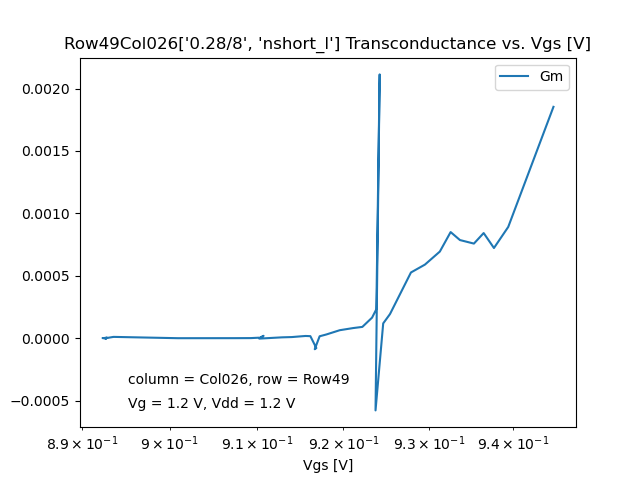 Row49Col026['0.28/8', 'nshort_l'] Transconductance vs. Vgs [V]
Gm
0.0020
0.0015
0.0010
0.0005
0.0000
−0.0005
column = Col026, row = Row49
Vg = 1.2 V, Vdd = 1.2 V
8.9 × 10⁻¹ 9 × 10⁻¹ 9.1 × 10⁻¹ 9.2 × 10⁻¹ 9.3 × 10⁻¹ 9.4 × 10⁻¹
Vgs [V]